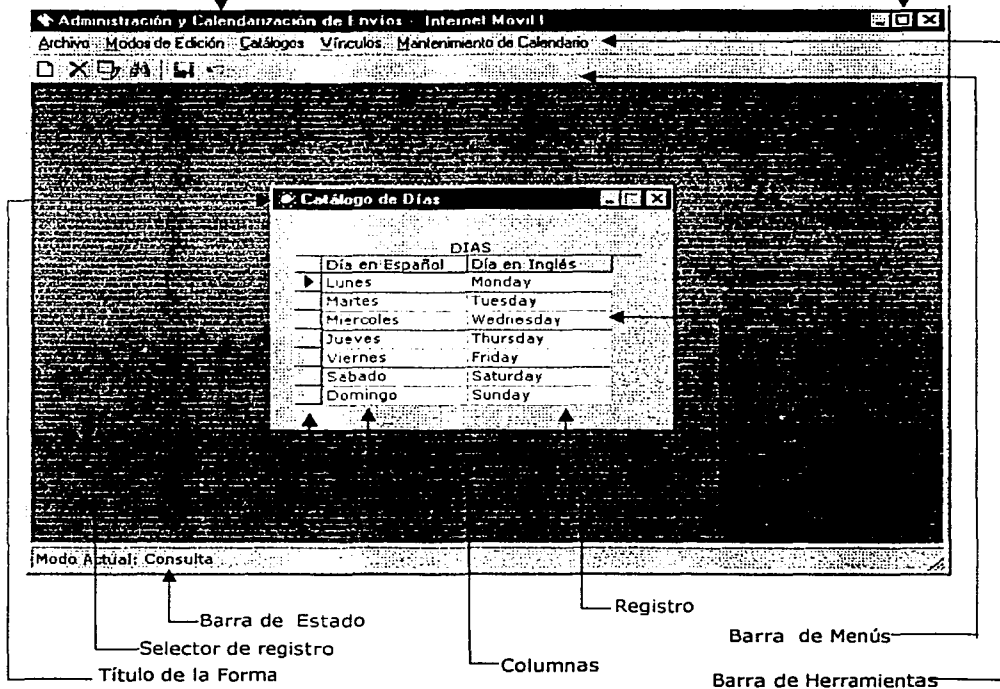 Administración y Calendarización de Envíos - Internet Movil !
Archivo Modos de Edición Catálogos Vínculos Mantenimiento de Calendario
Catálogo de Días
DIAS
Día en Español Día en Inglés
Lunes Monday
Martes Tuesday
Miercoles Wednesday
Jueves Thursday
Viernes Friday
Sabado Saturday
Domingo Sunday
Modo Actual: Consulta
Barra de Estado
Registro
Selector de registro
Barra de Menús
Título de la Forma
Columnas
Barra de Herramientas